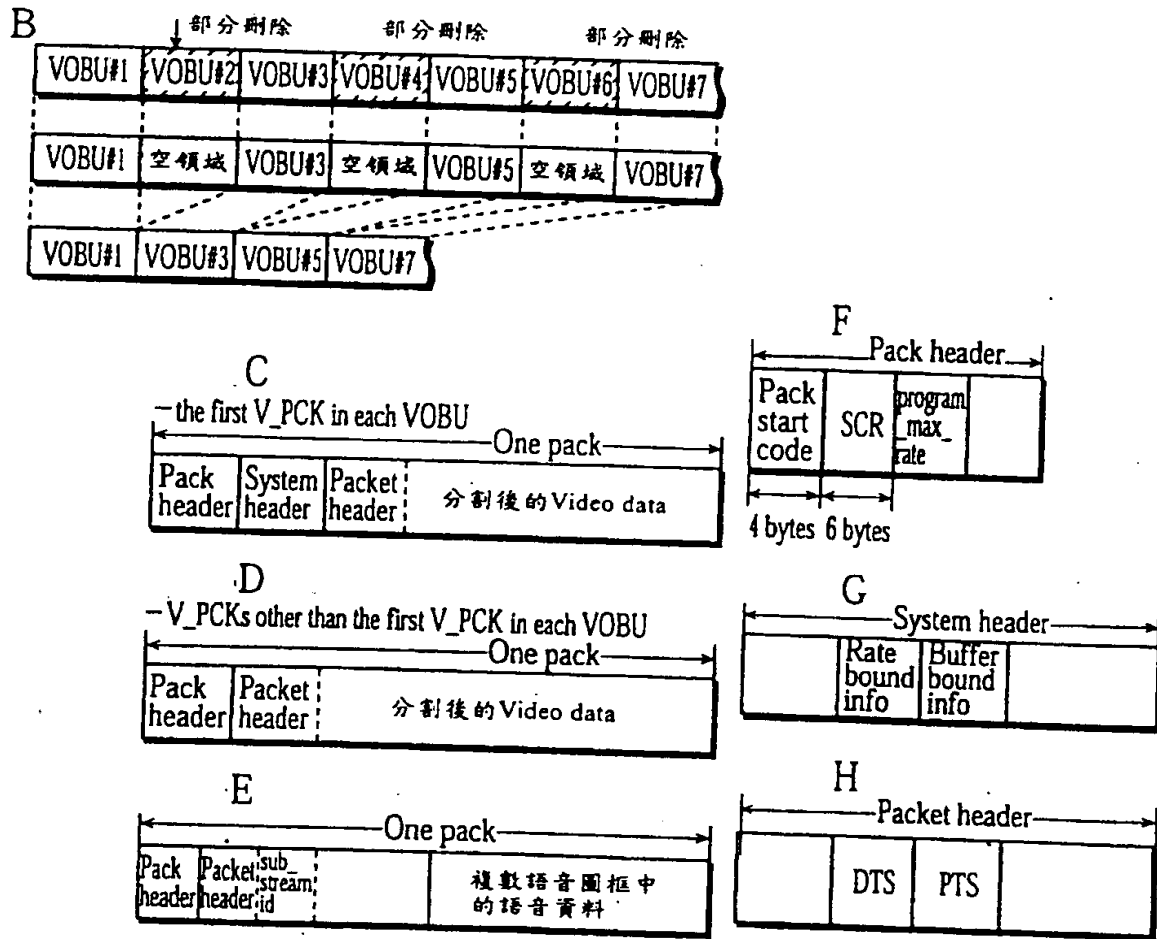 B
部分刪除 部分刪除 部分刪除
VOBU#1 VOBU#2 VOBU#3 VOBU#4 VOBU#5 VOBU#6 VOBU#7
VOBU#1 空領域 VOBU#3 空領域 VOBU#5 空領域 VOBU#7
VOBU#1 VOBU#3 VOBU#5 VOBU#7
C
– the first V_PCK in each VOBU
One pack
Pack
header
System
header
Packet
header
分割後的Video data
D
– V_PCKs other than the first V_PCK in each VOBU
One pack
Pack
header
Packet
header
分割後的Video data
E
One pack
Pack
header
Packet
header
sub_
stream
id
複數語音圖框中
的語音資料
F
Pack header
Pack
start
code
SCR
program
_max_
rate
4 bytes 6 bytes
G
System header
Rate
bound
info
Buffer
bound
info
H
Packet header
DTS
PTS